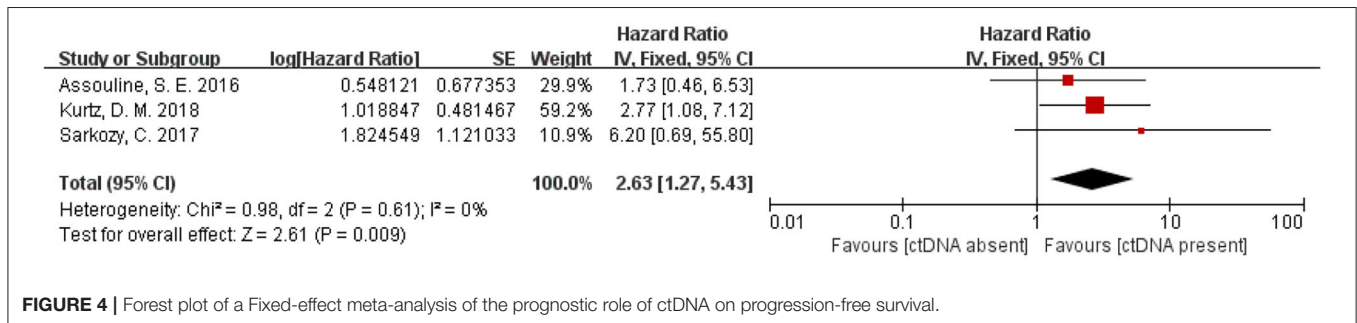 Hazard Ratio Hazard Ratio
Study or Subgroup log[Hazard Ratio] SE Weight IV, Fixed, 95% CI IV, Fixed, 95% CI
Assouline, S. E. 2016 0.548121 0.677353 29.9% 1.73 [0.46, 6.53]
Kurtz, D. M. 2018 1.018847 0.481467 59.2% 2.77 [1.08, 7.12]
Sarkozy, C. 2017 1.824549 1.121033 10.9% 6.20 [0.69, 55.80]
Total (95% CI) 100.0% 2.63 [1.27, 5.43]
Heterogeneity: Chi² = 0.98, df = 2 (P = 0.61); I² = 0%
Test for overall effect: Z = 2.61 (P = 0.009)
0.01 0.1 1 10 100
Favours [ctDNA absent] Favours [ctDNA present]
FIGURE 4 | Forest plot of a Fixed-effect meta-analysis of the prognostic role of ctDNA on progression-free survival.